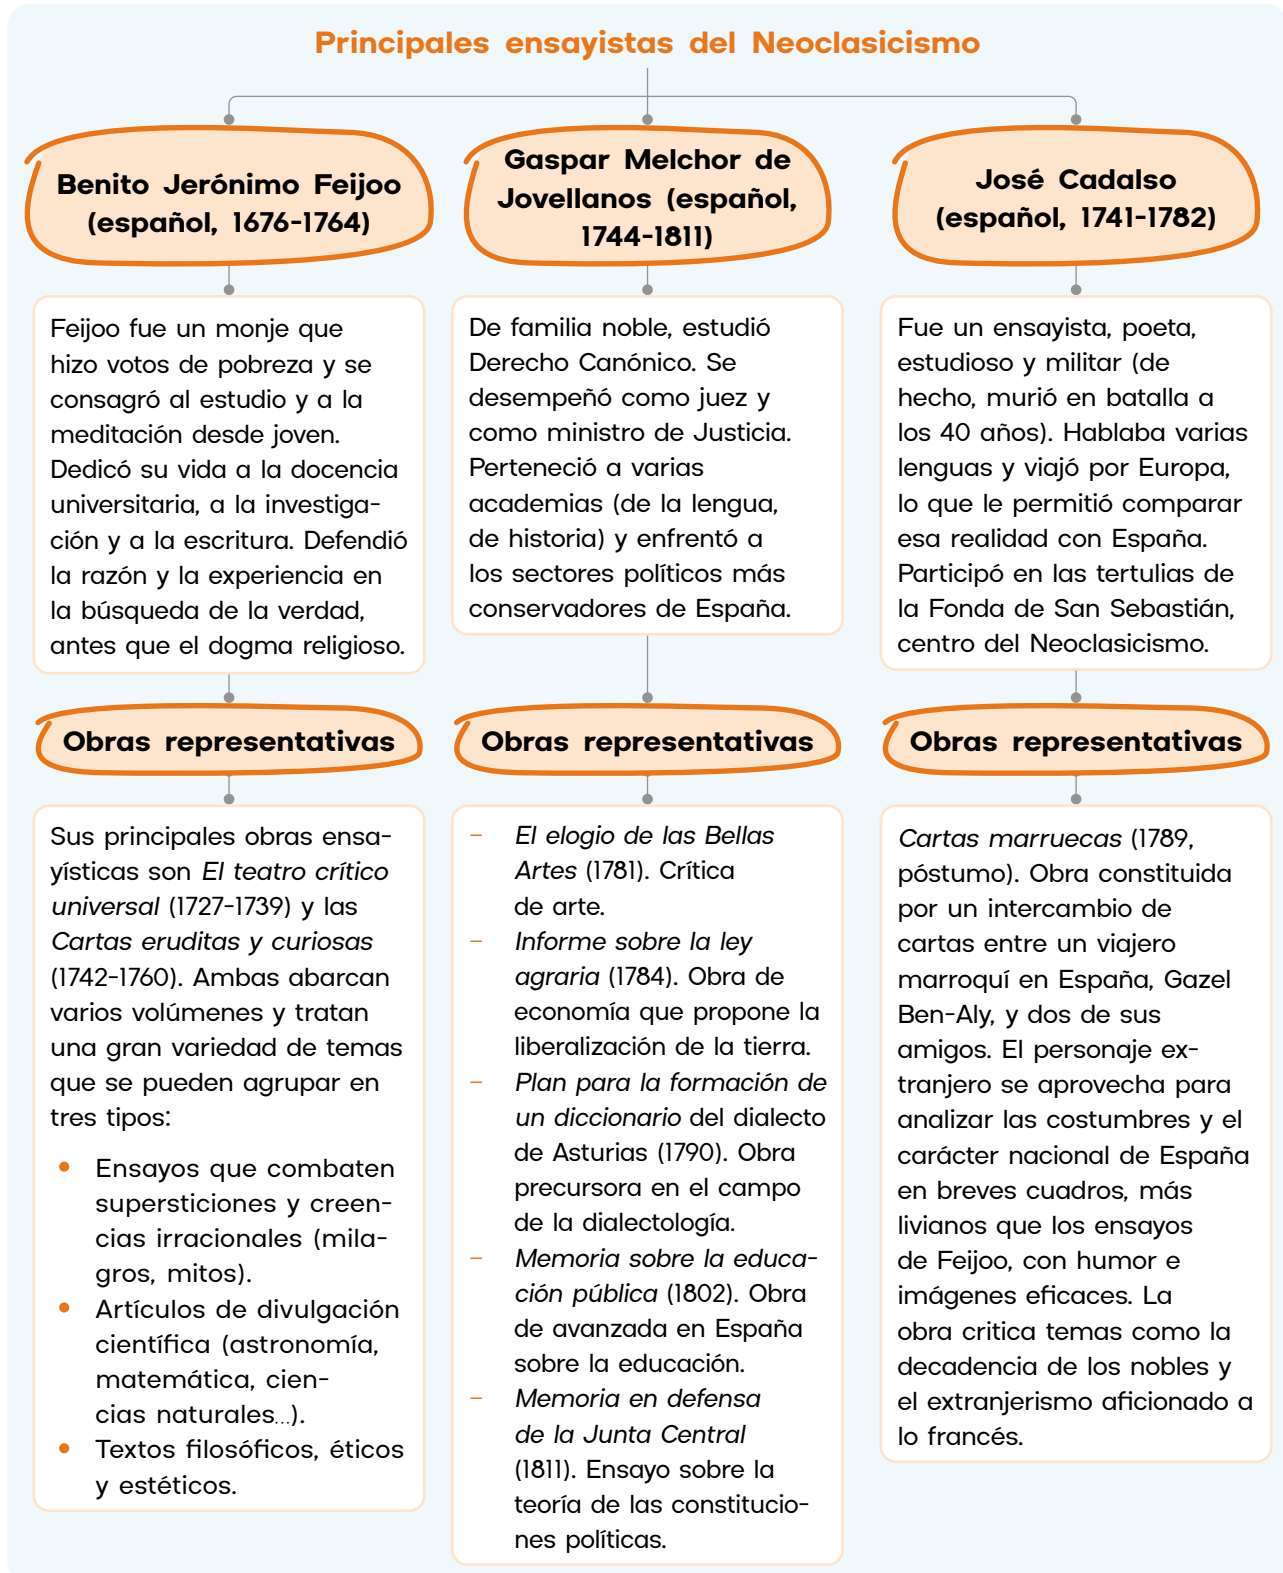 Principales ensayistas del Neoclasicismo
Benito Jerónimo Feijoo
(español, 1676-1764)
Feijoo fue un monje que
hizo votos de pobreza y se
consagró al estudio y a la
meditación desde joven.
Dedicó su vida a la docencia
universitaria, a la investiga-
ción y a la escritura. Defendió
la razón y la experiencia en
la búsqueda de la verdad,
antes que el dogma religioso.
Obras representativas
Sus principales obras ensa-
yísticas son El teatro crítico
universal (1727-1739) y las
Cartas eruditas y curiosas
(1742-1760). Ambas abarcan
varios volúmenes y tratan
una gran variedad de temas
que se pueden agrupar en
tres tipos:
• Ensayos que combaten
supersticiones y creen-
cias irracionales (mila-
gros, mitos).
• Artículos de divulgación
científica (astronomía,
matemática, cien-
cias naturales...).
• Textos filosóficos, éticos
y estéticos.
Gaspar Melchor de
Jovellanos (español,
1744-1811)
De familia noble, estudió
Derecho Canónico. Se
desempeñó como juez y
como ministro de Justicia.
Perteneció a varias
academias (de la lengua,
de historia) y enfrentó a
los sectores políticos más
conservadores de España.
Obras representativas
– El elogio de las Bellas
Artes (1781). Crítica
de arte.
– Informe sobre la ley
agraria (1784). Obra de
economía que propone la
liberalización de la tierra.
– Plan para la formación de
un diccionario del dialecto
de Asturias (1790). Obra
precursora en el campo
de la dialectología.
– Memoria sobre la educa-
ción pública (1802). Obra
de avanzada en España
sobre la educación.
– Memoria en defensa
de la Junta Central
(1811). Ensayo sobre la
teoría de las constitucio-
nes políticas.
José Cadalso
(español, 1741-1782)
Fue un ensayista, poeta,
estudioso y militar (de
hecho, murió en batalla a
los 40 años). Hablaba varias
lenguas y viajó por Europa,
lo que le permitió comparar
esa realidad con España.
Participó en las tertulias de
la Fonda de San Sebastián,
centro del Neoclasicismo.
Obras representativas
Cartas marruecas (1789,
póstumo). Obra constituida
por un intercambio de
cartas entre un viajero
marroquí en España, Gazel
Ben-Aly, y dos de sus
amigos. El personaje ex-
tranjero se aprovecha para
analizar las costumbres y el
carácter nacional de España
en breves cuadros, más
livianos que los ensayos
de Feijoo, con humor e
imágenes eficaces. La
obra critica temas como la
decadencia de los nobles y
el extranjerismo aficionado a
lo francés.